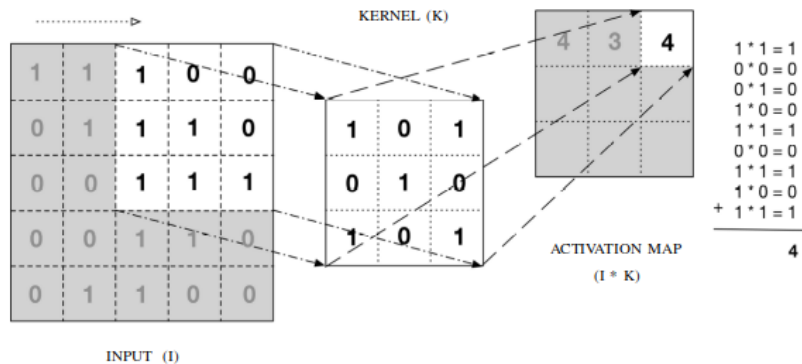 KERNEL (K)
1 1 1 0 0
0 1 1 1 0
0 0 1 1 1
0 0 1 1 0
0 1 1 0 0
INPUT (I)
1 0 1
0 1 0
1 0 1
4 3 4
ACTIVATION MAP
(I * K)
1 * 1 = 1
0 * 0 = 0
0 * 1 = 0
1 * 0 = 0
1 * 1 = 1
0 * 0 = 0
1 * 1 = 1
1 * 0 = 0
+ 1 * 1 = 1
4